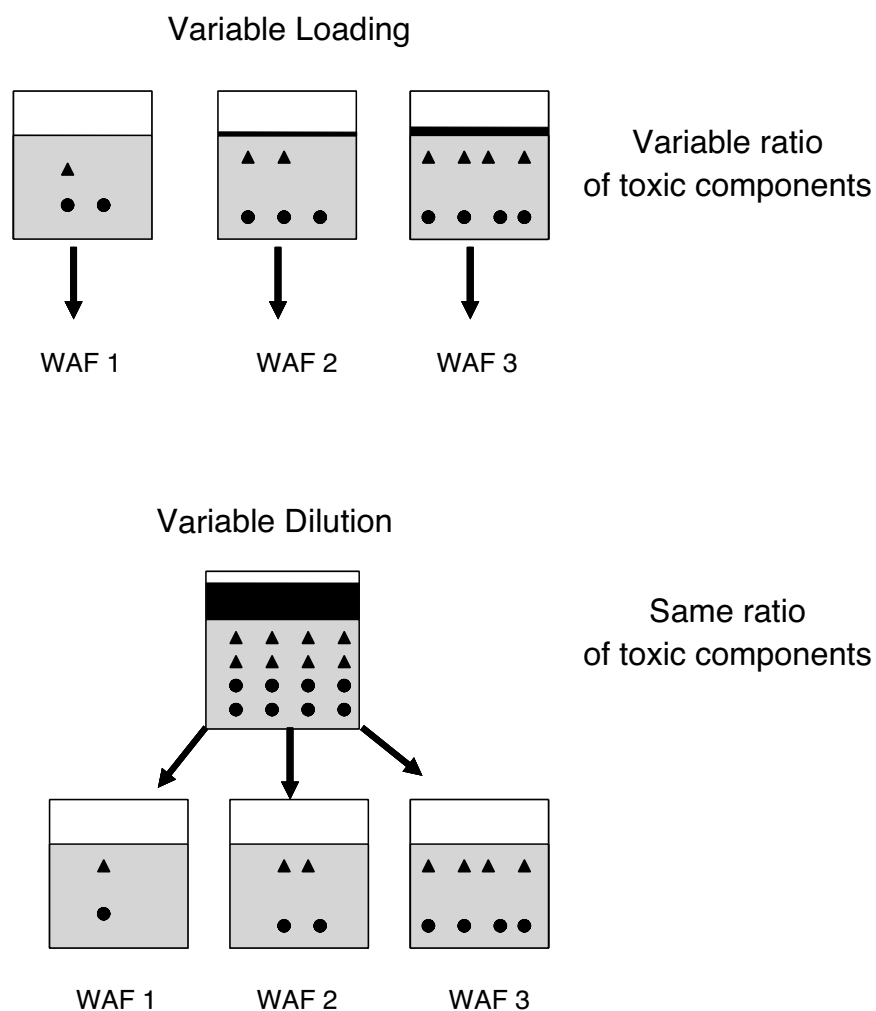 Variable Loading
Variable ratio
of toxic components
WAF 1
WAF 2
WAF 3
Variable Dilution
Same ratio
of toxic components
WAF 1
WAF 2
WAF 3